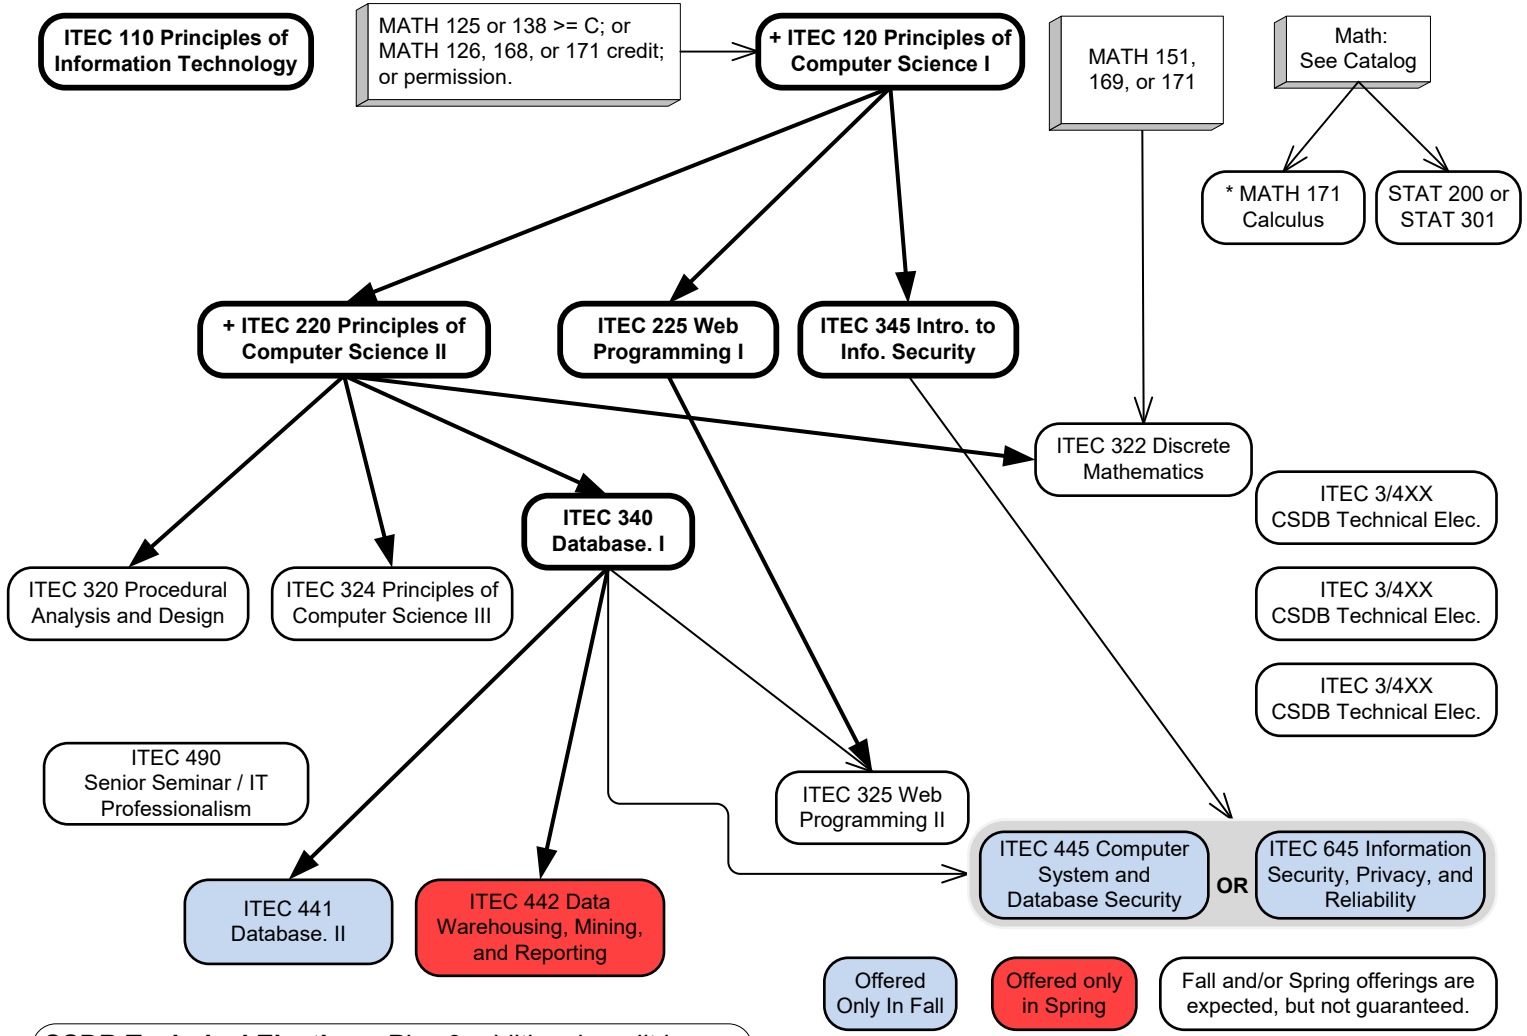 ITEC 110 Principles of
Information Technology
MATH 125 or 138 >= C; or
MATH 126, 168, or 171 credit;
or permission.
+ ITEC 120 Principles of
Computer Science I
MATH 151,
169, or 171
Math:
See Catalog
* MATH 171
Calculus
STAT 200 or
STAT 301
+ ITEC 220 Principles of
Computer Science II
ITEC 225 Web
Programming I
ITEC 345 Intro. to
Info. Security
ITEC 322 Discrete
Mathematics
ITEC 3/4XX
CSDB Technical Elec.
ITEC 340
Database. I
ITEC 320 Procedural
Analysis and Design
ITEC 324 Principles of
Computer Science III
ITEC 3/4XX
CSDB Technical Elec.
ITEC 3/4XX
CSDB Technical Elec.
ITEC 490
Senior Seminar / IT
Professionalism
ITEC 325 Web
Programming II
ITEC 445 Computer
System and
Database Security
OR
ITEC 645 Information
Security, Privacy, and
Reliability
ITEC 441
Database. II
ITEC 442 Data
Warehousing, Mining,
and Reporting
Offered
Only In Fall
Offered only
in Spring
Fall and/or Spring offerings are
expected, but not guaranteed.